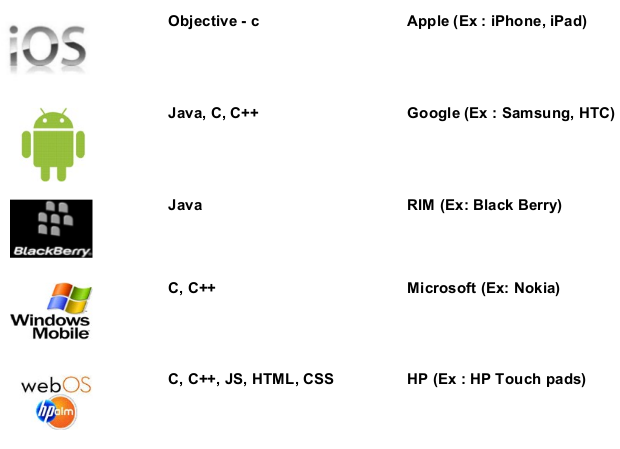 iOS Objective - c Apple (Ex : iPhone, iPad)
Java, C, C++ Google (Ex : Samsung, HTC)
BlackBerry. Java RIM (Ex: Black Berry)
Windows Mobile C, C++ Microsoft (Ex: Nokia)
webOS hp palm C, C++, JS, HTML, CSS HP (Ex : HP Touch pads)